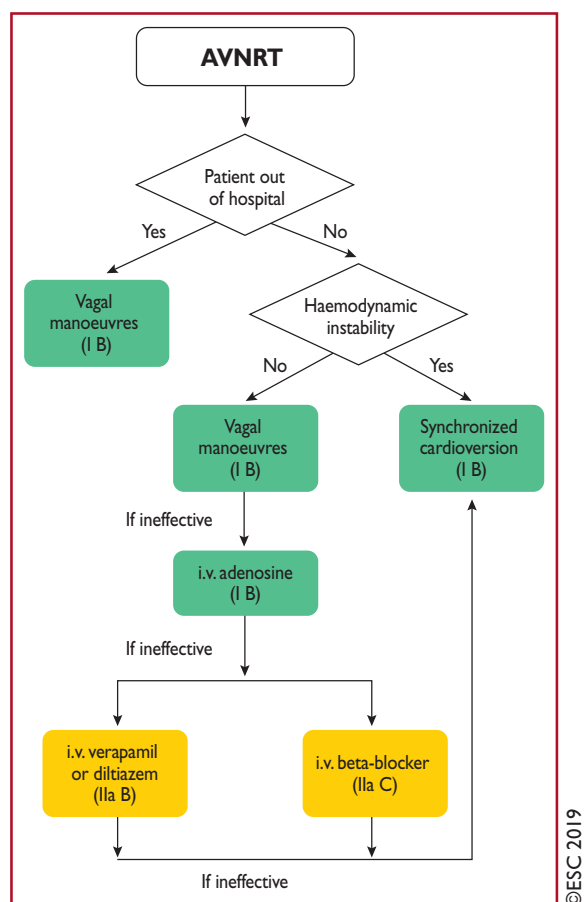 AVNRT
Patient out
of hospital
Yes
No
Vagal
manoeuvres
(I B)
Haemodynamic
instability
No
Yes
Vagal
manoeuvres
(I B)
Synchronized
cardioversion
(I B)
If ineffective
i.v. adenosine
(I B)
If ineffective
i.v. verapamil
or diltiazem
(IIa B)
i.v. beta-blocker
(IIa C)
If ineffective
©ESC 2019